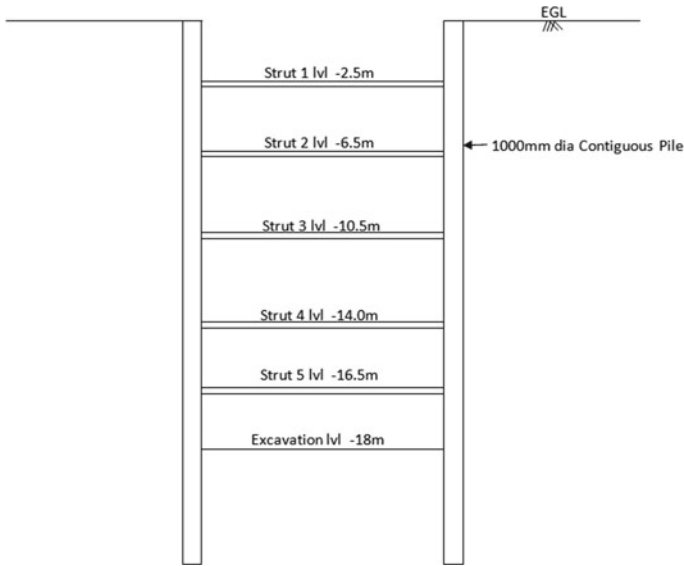 EGL
Strut 1 lvl -2.5m
Strut 2 lvl -6.5m
1000mm dia Contiguous Pile
Strut 3 lvl -10.5m
Strut 4 lvl -14.0m
Strut 5 lvl -16.5m
Excavation lvl -18m